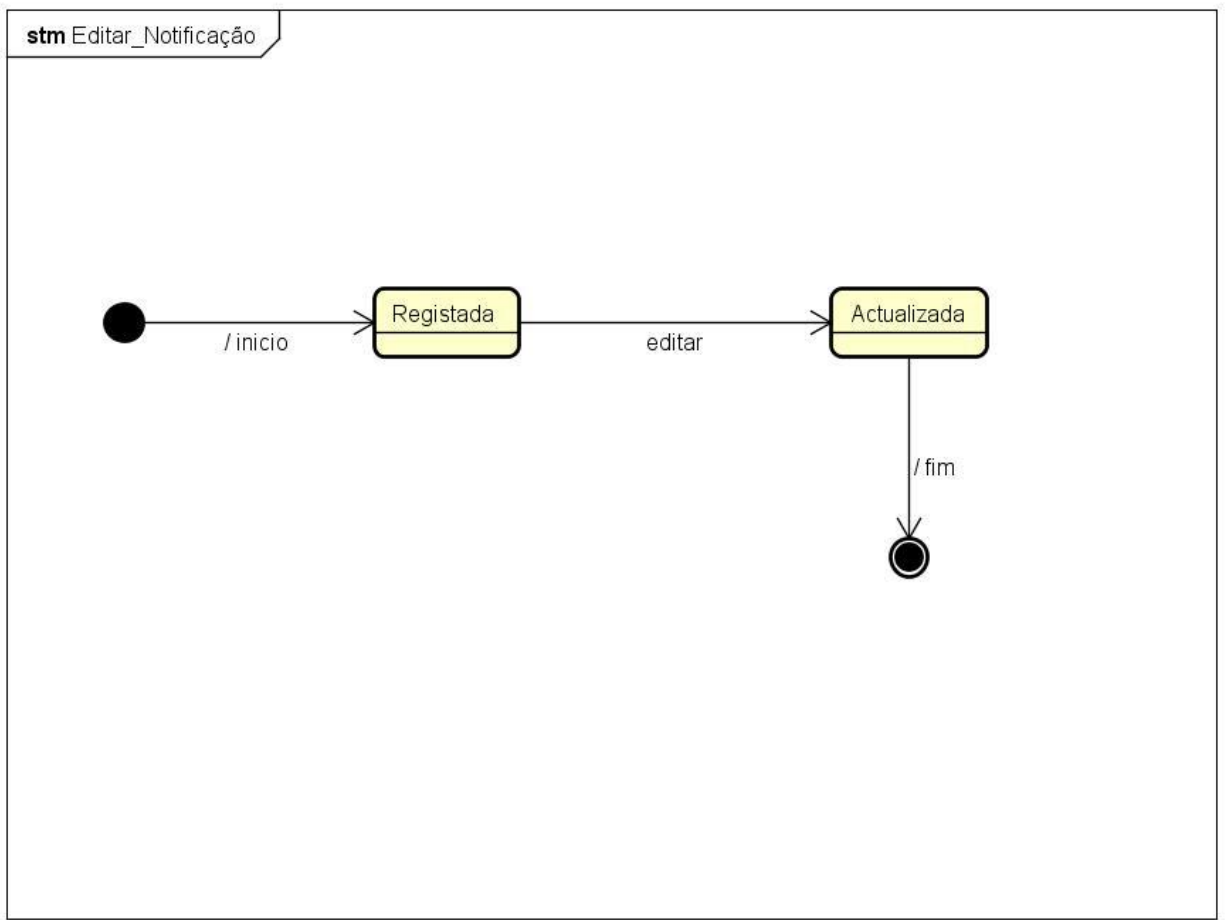 stm Editar_Notificação
Registada
Actualizada
/ inicio
editar
/ fim